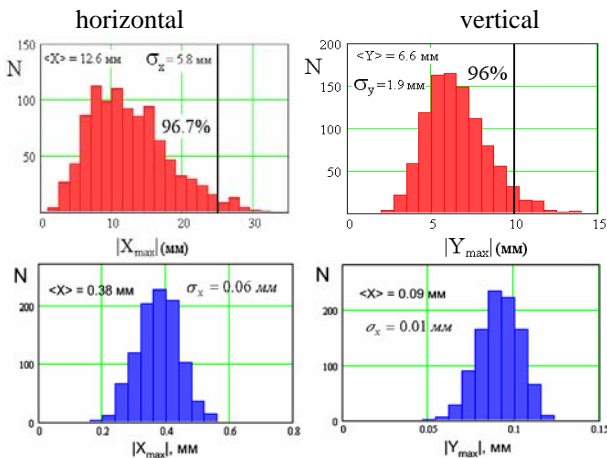 horizontal
vertical
150
N
<X> = 12.6 мм
σx = 5.8 мм
100
96.7%
50
0
10
20
30
|Xmax| (мм)
200
N
<Y> = 6.6 мм
96%
σy = 1.9 мм
150
100
50
0
5
10
15
|Ymax| (мм)
N
<X> = 0.38 мм
σx = 0.06 мм
200
100
0
0
0.2
0.4
0.6
0.8
|Xmax|, мм
N
<X> = 0.09 мм
σx = 0.01 мм
200
100
0
0
0.05
0.1
0.15
|Ymax|, мм